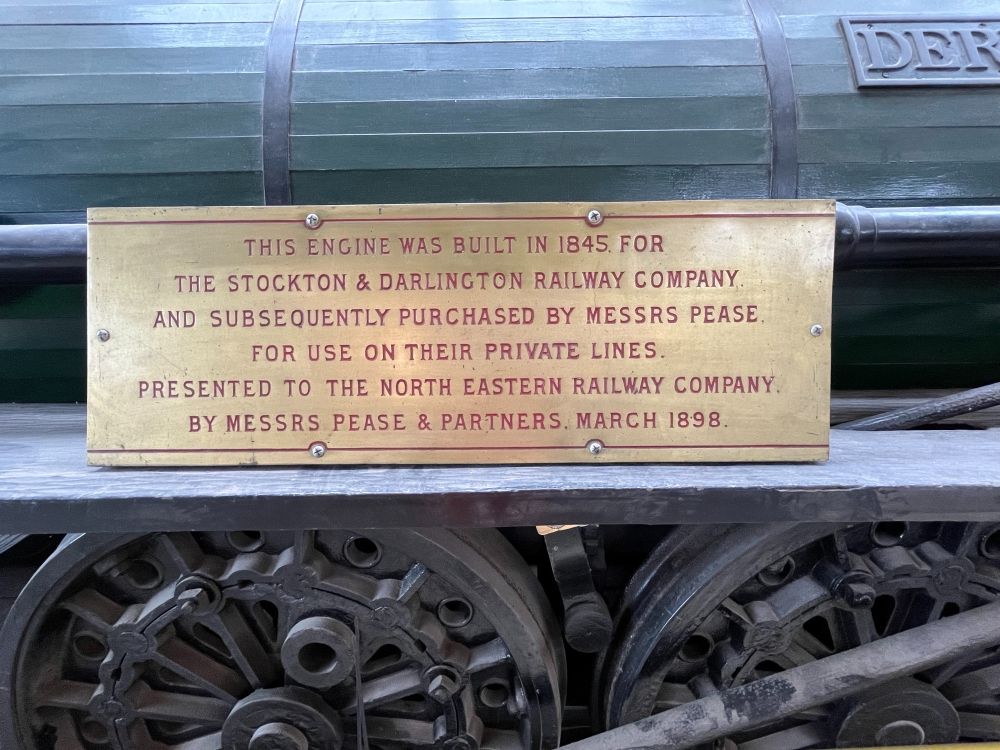 DER
THIS ENGINE WAS BUILT IN 1845. FOR
THE STOCKTON & DARLINGTON RAILWAY COMPANY.
AND SUBSEQUENTLY PURCHASED BY MESSRS PEASE.
FOR USE ON THEIR PRIVATE LINES.
PRESENTED TO THE NORTH EASTERN RAILWAY COMPANY.
BY MESSRS PEASE & PARTNERS. MARCH 1898.